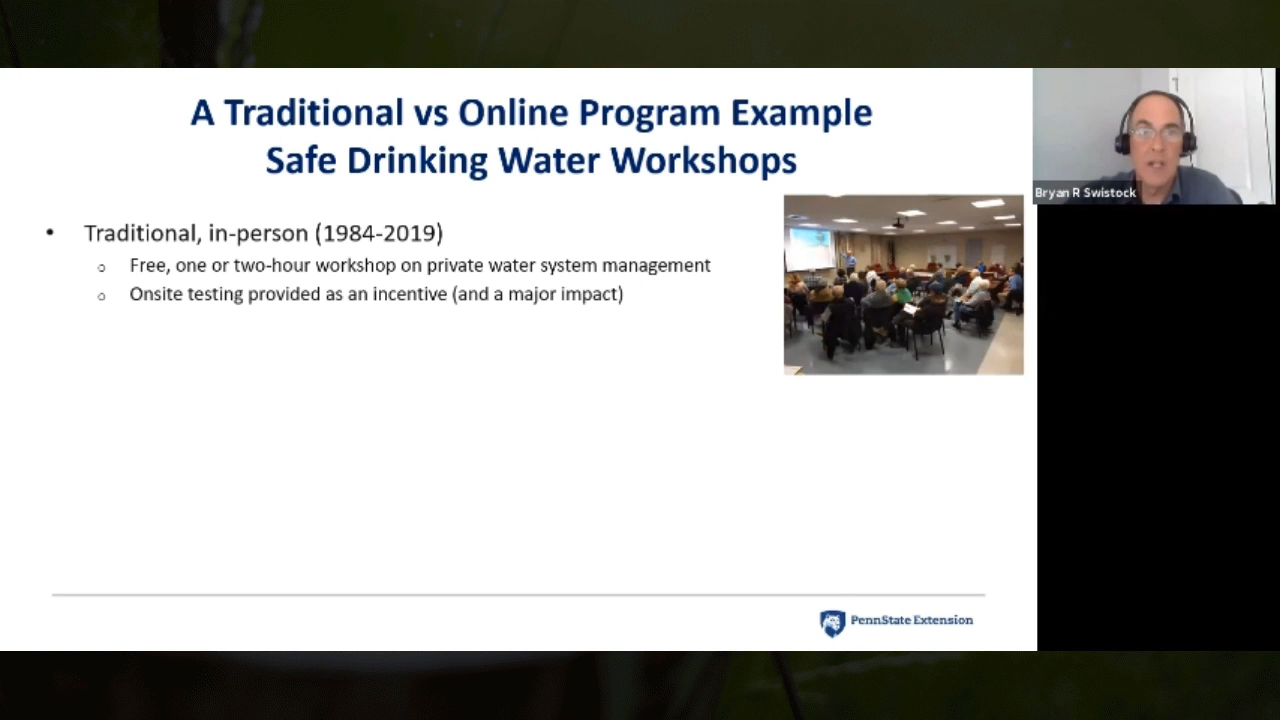 A Traditional vs Online Program Example
Safe Drinking Water Workshops
• Traditional, in-person (1984-2019)
o Free, one or two-hour workshop on private water system management
o Onsite testing provided as an incentive (and a major impact)
Bryan R Swistock
PennState Extension